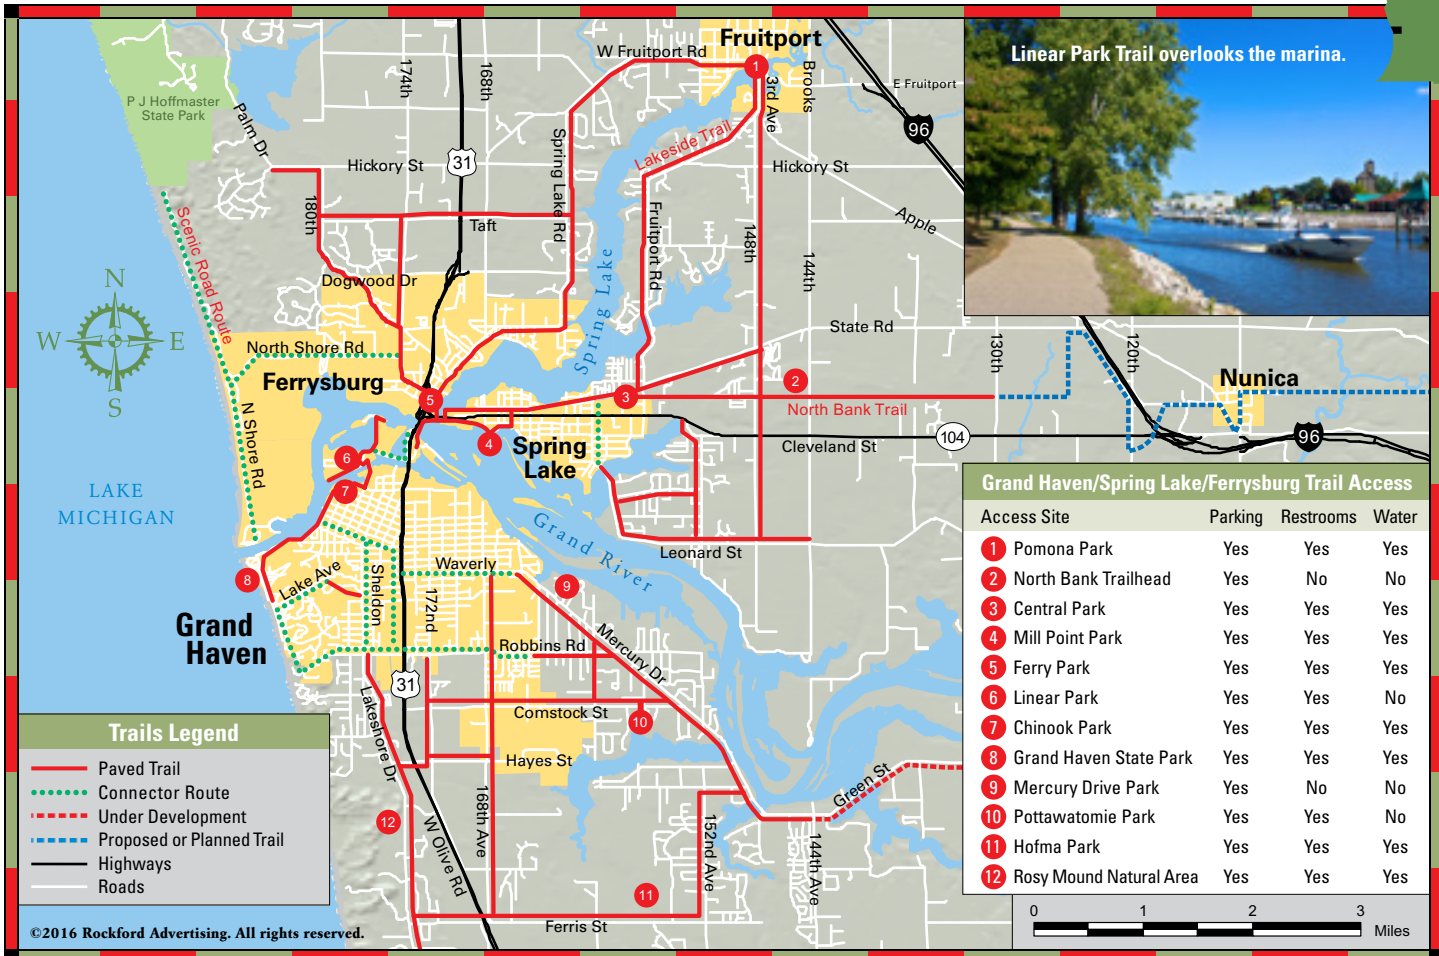 Fruitport
W Fruitport Rd
1
Linear Park Trail overlooks the marina.
174th
168th
Brooks
3rd Ave
E Fruitport
96
P J Hoffmaster
State Park
Palm Dr
Lakeside Trail
Hickory St
31
Spring Lake Rd
Hickory St
180th
Taft
Fruitport Rd
148th
Apple
Scenic Road Route
Dogwood Dr
Spring Lake
144th
N
W
E
S
State Rd
130th
120th
North Shore Rd
Ferrysburg
5
3
2
Nunica
North Bank Trail
N Shore Rd
4
Spring
Lake
Cleveland St
104
96
6
7
LAKE
MICHIGAN
Grand River
Leonard St
8
Lake Ave
Sheldon
Waverly
172nd
9
Grand
Haven
Robbins Rd
Mercury Dr
31
Lakeshore Dr
Comstock St
10
Hayes St
12
168th Ave
W Olive Rd
152nd Ave
144th Ave
Green St
11
Ferris St
Grand Haven/Spring Lake/Ferrysburg Trail Access
Access Site Parking Restrooms Water
1 Pomona Park Yes Yes Yes
2 North Bank Trailhead Yes No No
3 Central Park Yes Yes Yes
4 Mill Point Park Yes Yes Yes
5 Ferry Park Yes Yes Yes
6 Linear Park Yes Yes No
7 Chinook Park Yes Yes Yes
8 Grand Haven State Park Yes Yes Yes
9 Mercury Drive Park Yes No No
10 Pottawatomie Park Yes Yes No
11 Hofma Park Yes Yes Yes
12 Rosy Mound Natural Area Yes Yes Yes
Trails Legend
Paved Trail
Connector Route
Under Development
Proposed or Planned Trail
Highways
Roads
©2016 Rockford Advertising. All rights reserved.
0 1 2 3
Miles